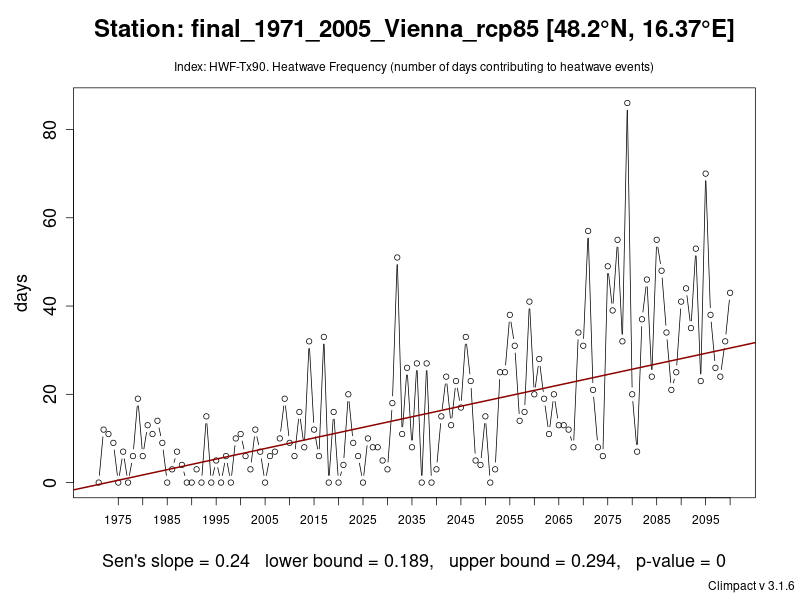 Station: final_1971_2005_Vienna_rcp85 [48.2°N, 16.37°E]
Index: HWF-Tx90. Heatwave Frequency (number of days contributing to heatwave events)
80
60
40
20
0
days
1975 1985 1995 2005 2015 2025 2035 2045 2055 2065 2075 2085 2095
Sen's slope = 0.24 lower bound = 0.189, upper bound = 0.294, p-value = 0
Climpact v 3.1.6